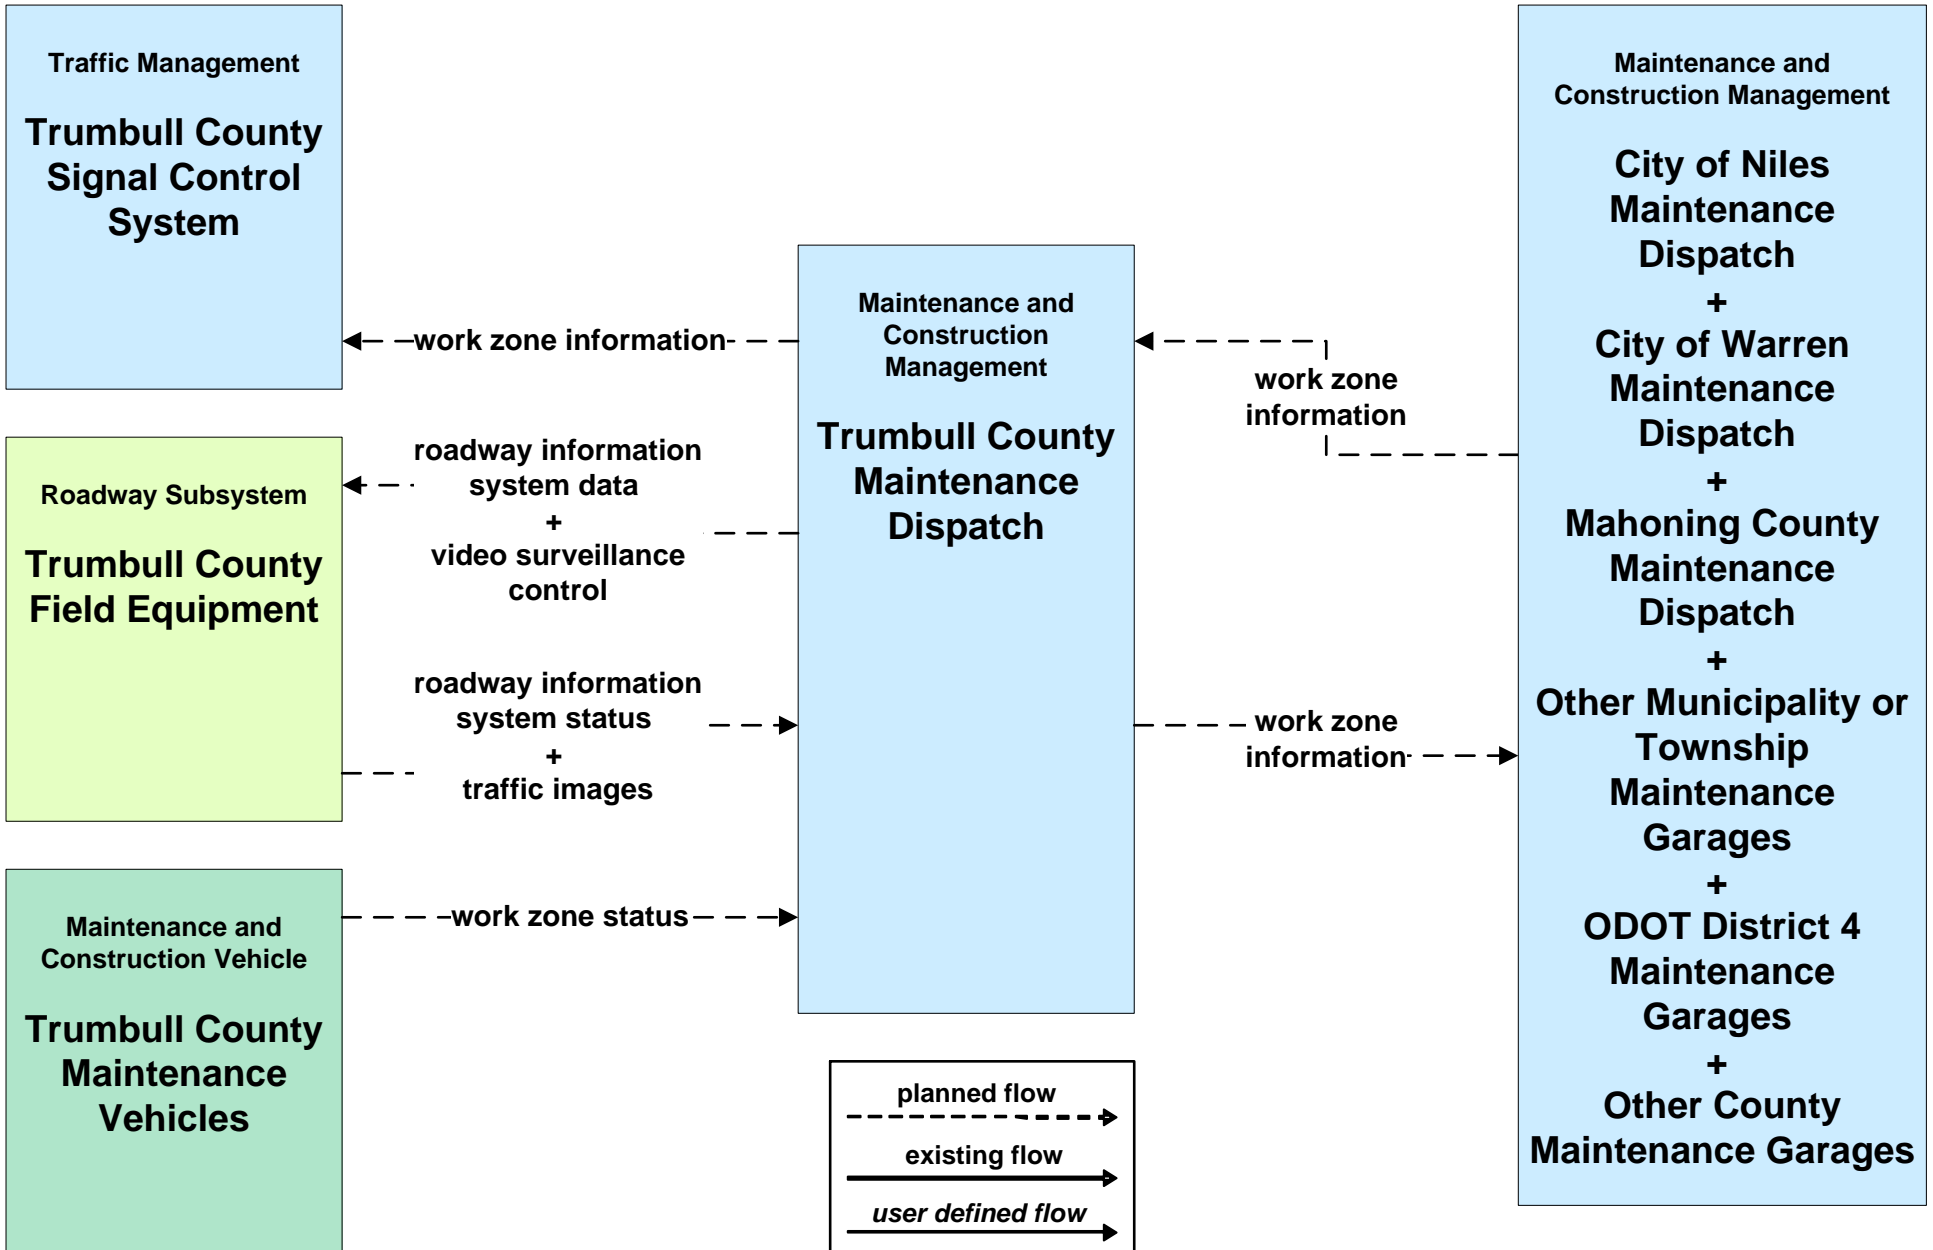 Traffic Management
Trumbull County
Signal Control
System
work zone information
Roadway Subsystem
Trumbull County
Field Equipment
roadway information
system data
+
video surveillance
control
roadway information
system status
+
traffic images
Maintenance and
Construction Vehicle
Trumbull County
Maintenance
Vehicles
work zone status
Maintenance and
Construction
Management
Trumbull County
Maintenance
Dispatch
work zone
information
work zone
information
Maintenance and
Construction Management
City of Niles
Maintenance
Dispatch
+
City of Warren
Maintenance
Dispatch
+
Mahoning County
Maintenance
Dispatch
+
Other Municipality or
Township
Maintenance
Garages
+
ODOT District 4
Maintenance
Garages
+
Other County
Maintenance Garages
planned flow
existing flow
user defined flow